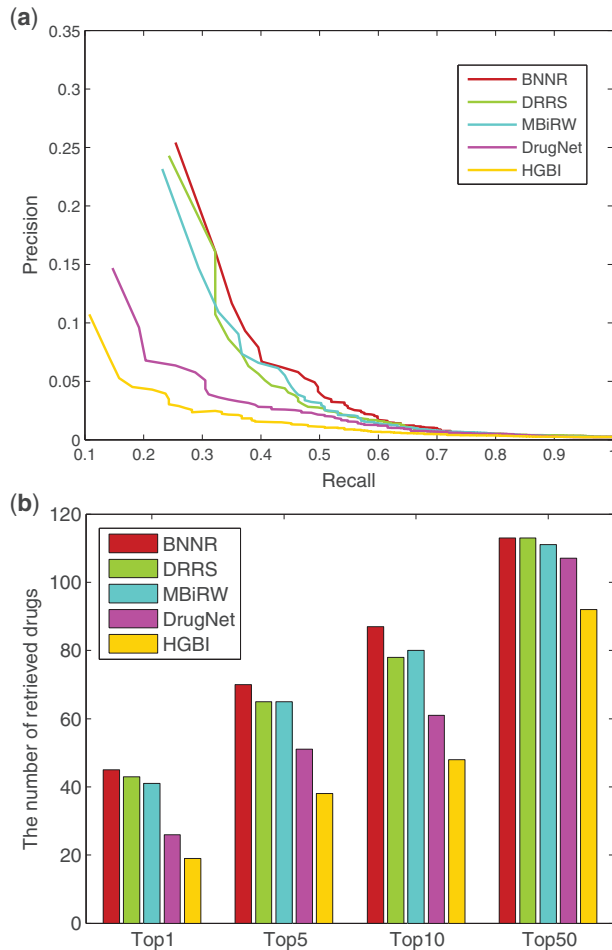 (a)
0.35
0.3
0.25
0.2
0.15
0.1
0.05
0
Precision
BNNR
DRRS
MBiRW
DrugNet
HGBI
0.1 0.2 0.3 0.4 0.5 0.6 0.7 0.8 0.9 1
Recall
(b)
120
100
80
60
40
20
0
The number of retrieved drugs
BNNR
DRRS
MBiRW
DrugNet
HGBI
Top1 Top5 Top10 Top50